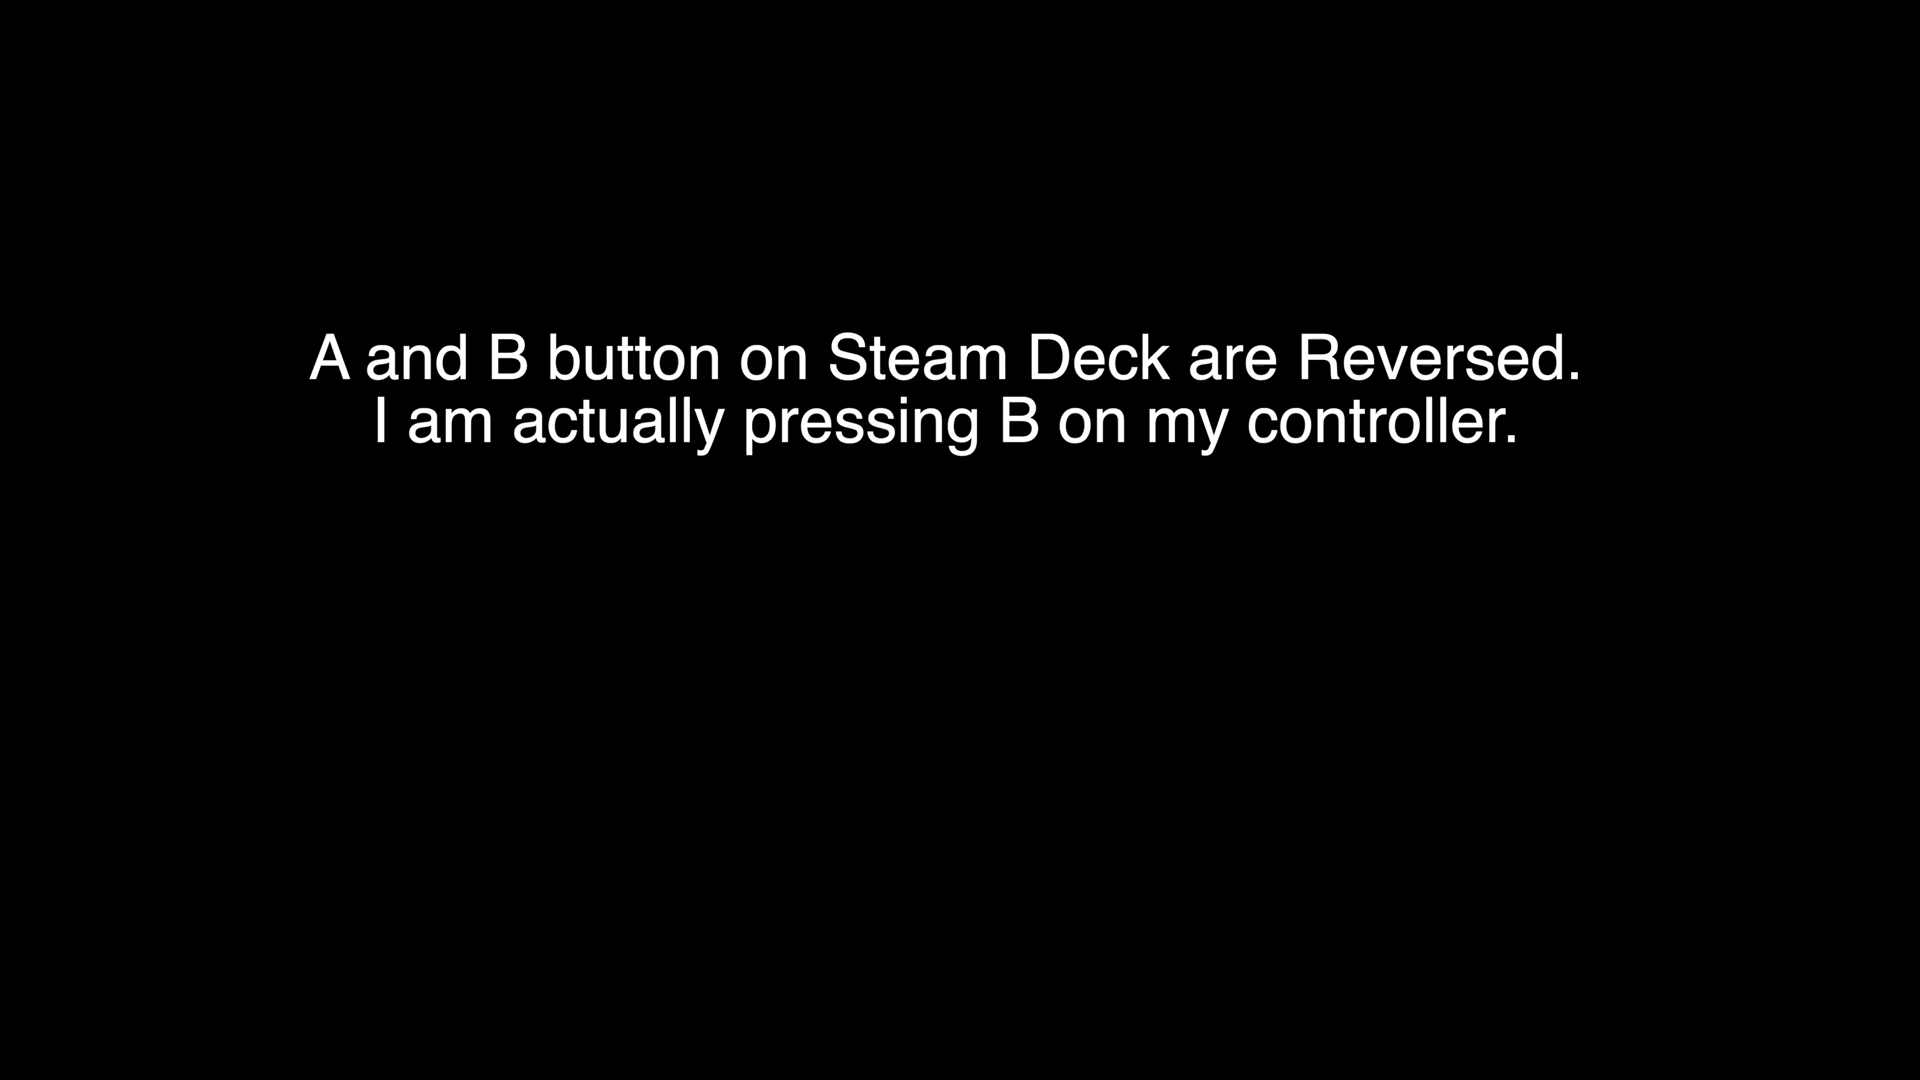 A and B button on Steam Deck are Reversed.
I am actually pressing B on my controller.